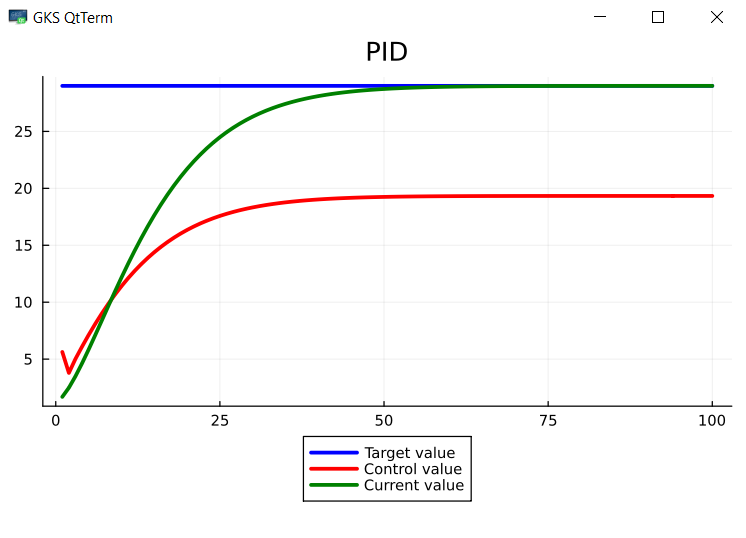 GKS QtTerm
PID
25
20
15
10
5
0 25 50 75 100
Target value
Control value
Current value